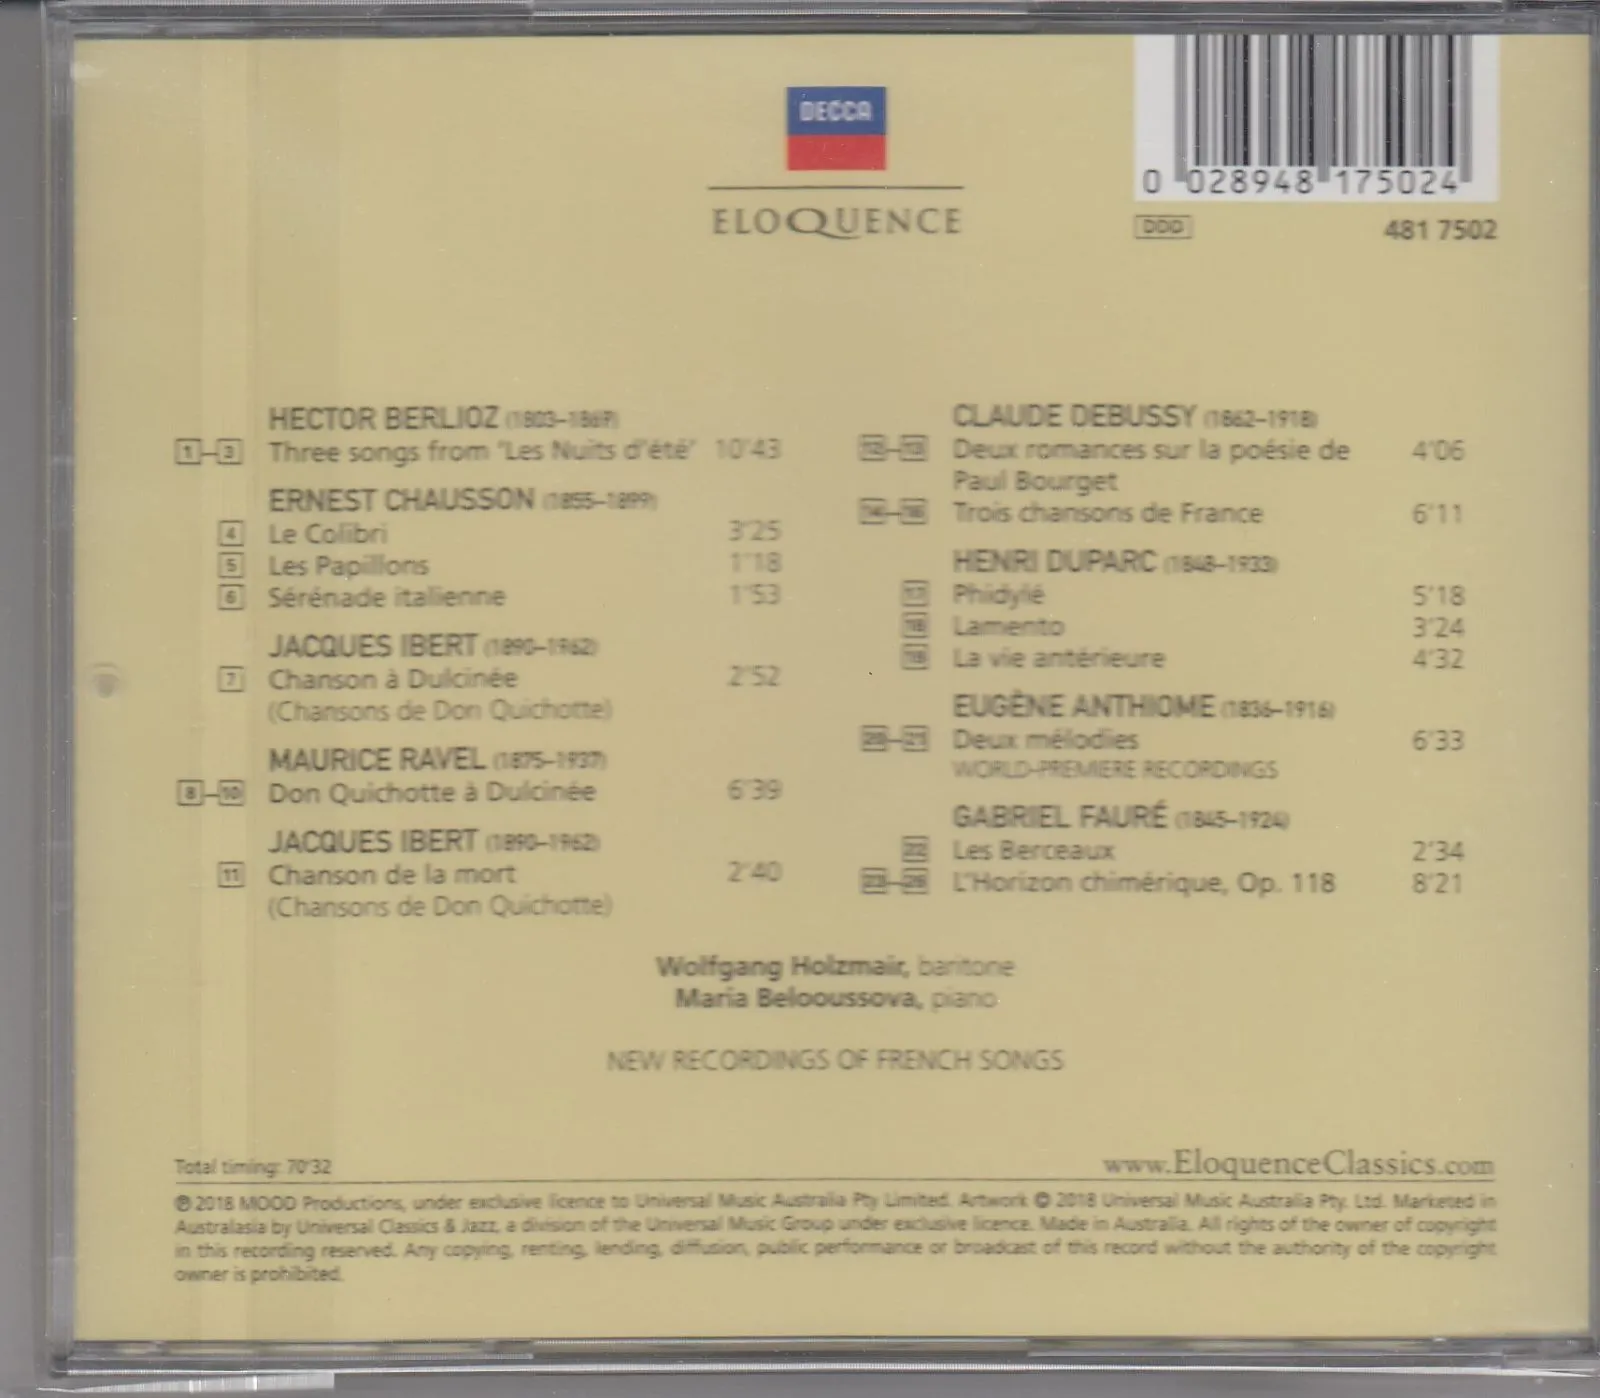 DECCA
ELOQUENCE
0 028948 175024
DDD
481 7502
HECTOR BERLIOZ (1803–1869)
1–3 Three songs from 'Les Nuits d'été' 10'43
ERNEST CHAUSSON (1855–1899)
4 Le Colibri 3'25
5 Les Papillons 1'18
6 Sérénade italienne 1'53
JACQUES IBERT (1890–1962)
7 Chanson à Dulcinée 2'52
(Chansons de Don Quichotte)
MAURICE RAVEL (1875–1937)
8–10 Don Quichotte à Dulcinée 6'39
JACQUES IBERT (1890–1962)
11 Chanson de la mort 2'40
(Chansons de Don Quichotte)
CLAUDE DEBUSSY (1862–1918)
12–13 Deux romances sur la poésie de 4'06
Paul Bourget
14–16 Trois chansons de France 6'11
HENRI DUPARC (1848–1933)
17 Phidylé 5'18
18 Lamento 3'24
19 La vie antérieure 4'32
EUGÈNE ANTHIOME (1836–1916)
20–21 Deux mélodies 6'33
WORLD-PREMIERE RECORDINGS
GABRIEL FAURÉ (1845–1924)
22 Les Berceaux 2'34
23–26 L'Horizon chimérique, Op. 118 8'21
Wolfgang Holzmair, baritone
Maria Belooussova, piano
NEW RECORDINGS OF FRENCH SONGS
Total timing: 70'32
www.EloquenceClassics.com
℗ 2018 MOOD Productions, under exclusive licence to Universal Music Australia Pty Limited. Artwork © 2018 Universal Music Australia Pty. Ltd. Marketed in
Australasia by Universal Classics & Jazz, a division of the Universal Music Group under exclusive licence. Made in Australia. All rights of the owner of copyright
in this recording reserved. Any copying, renting, lending, diffusion, public performance or broadcast of this record without the authority of the copyright
owner is prohibited.